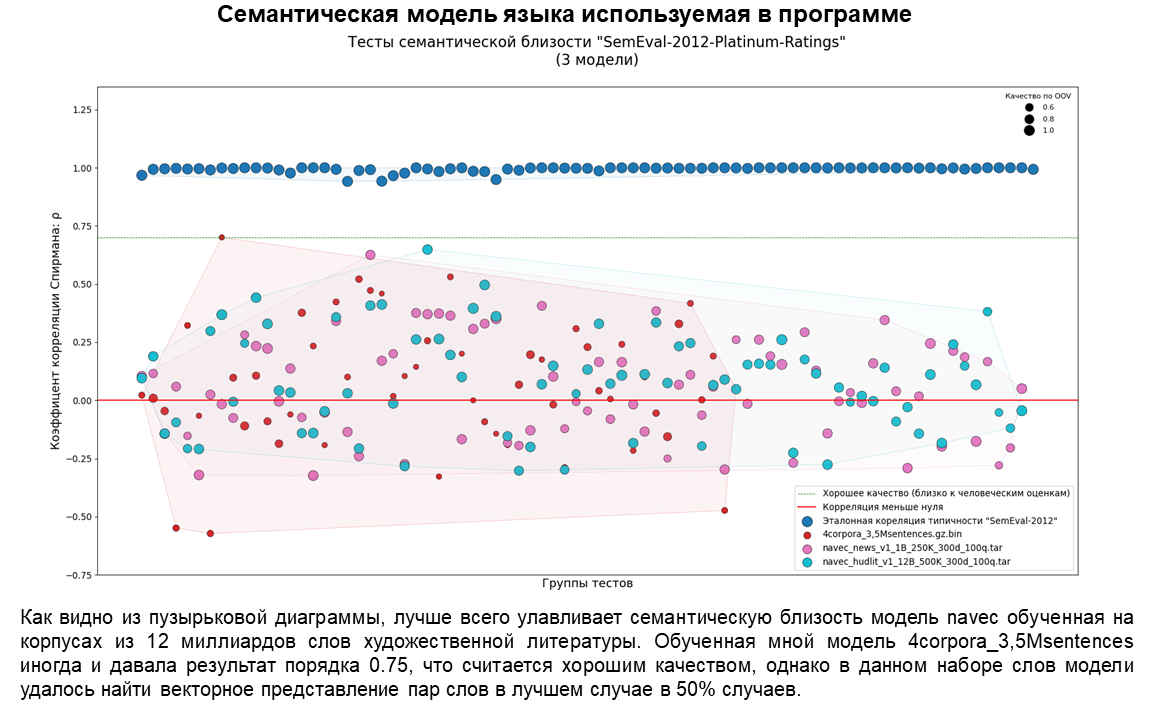 Семантическая модель языка используемая в программе
Тесты семантической близости "SemEval-2012-Platinum-Ratings"
(3 модели)
Качество по OOV
0.6
0.8
1.0
1.25
1.00
0.75
0.50
0.25
0.00
−0.25
−0.50
−0.75
Коэффицент корреляции Спирмана: ρ
Хорошее качество (близко к человеческим оценкам)
Корреляция меньше нуля
Эталонная кореляция типичности "SemEval-2012"
4corpora_3,5Msentences.gz.bin
navec_news_v1_1B_250K_300d_100q.tar
navec_hudlit_v1_12B_500K_300d_100q.tar
Группы тестов
Как видно из пузырьковой диаграммы, лучше всего улавливает семантическую близость модель navec обученная на
корпусах из 12 миллиардов слов художественной литературы. Обученная мной модель 4corpora_3,5Msentences
иногда и давала результат порядка 0.75, что считается хорошим качеством, однако в данном наборе слов модели
удалось найти векторное представление пар слов в лучшем случае в 50% случаев.